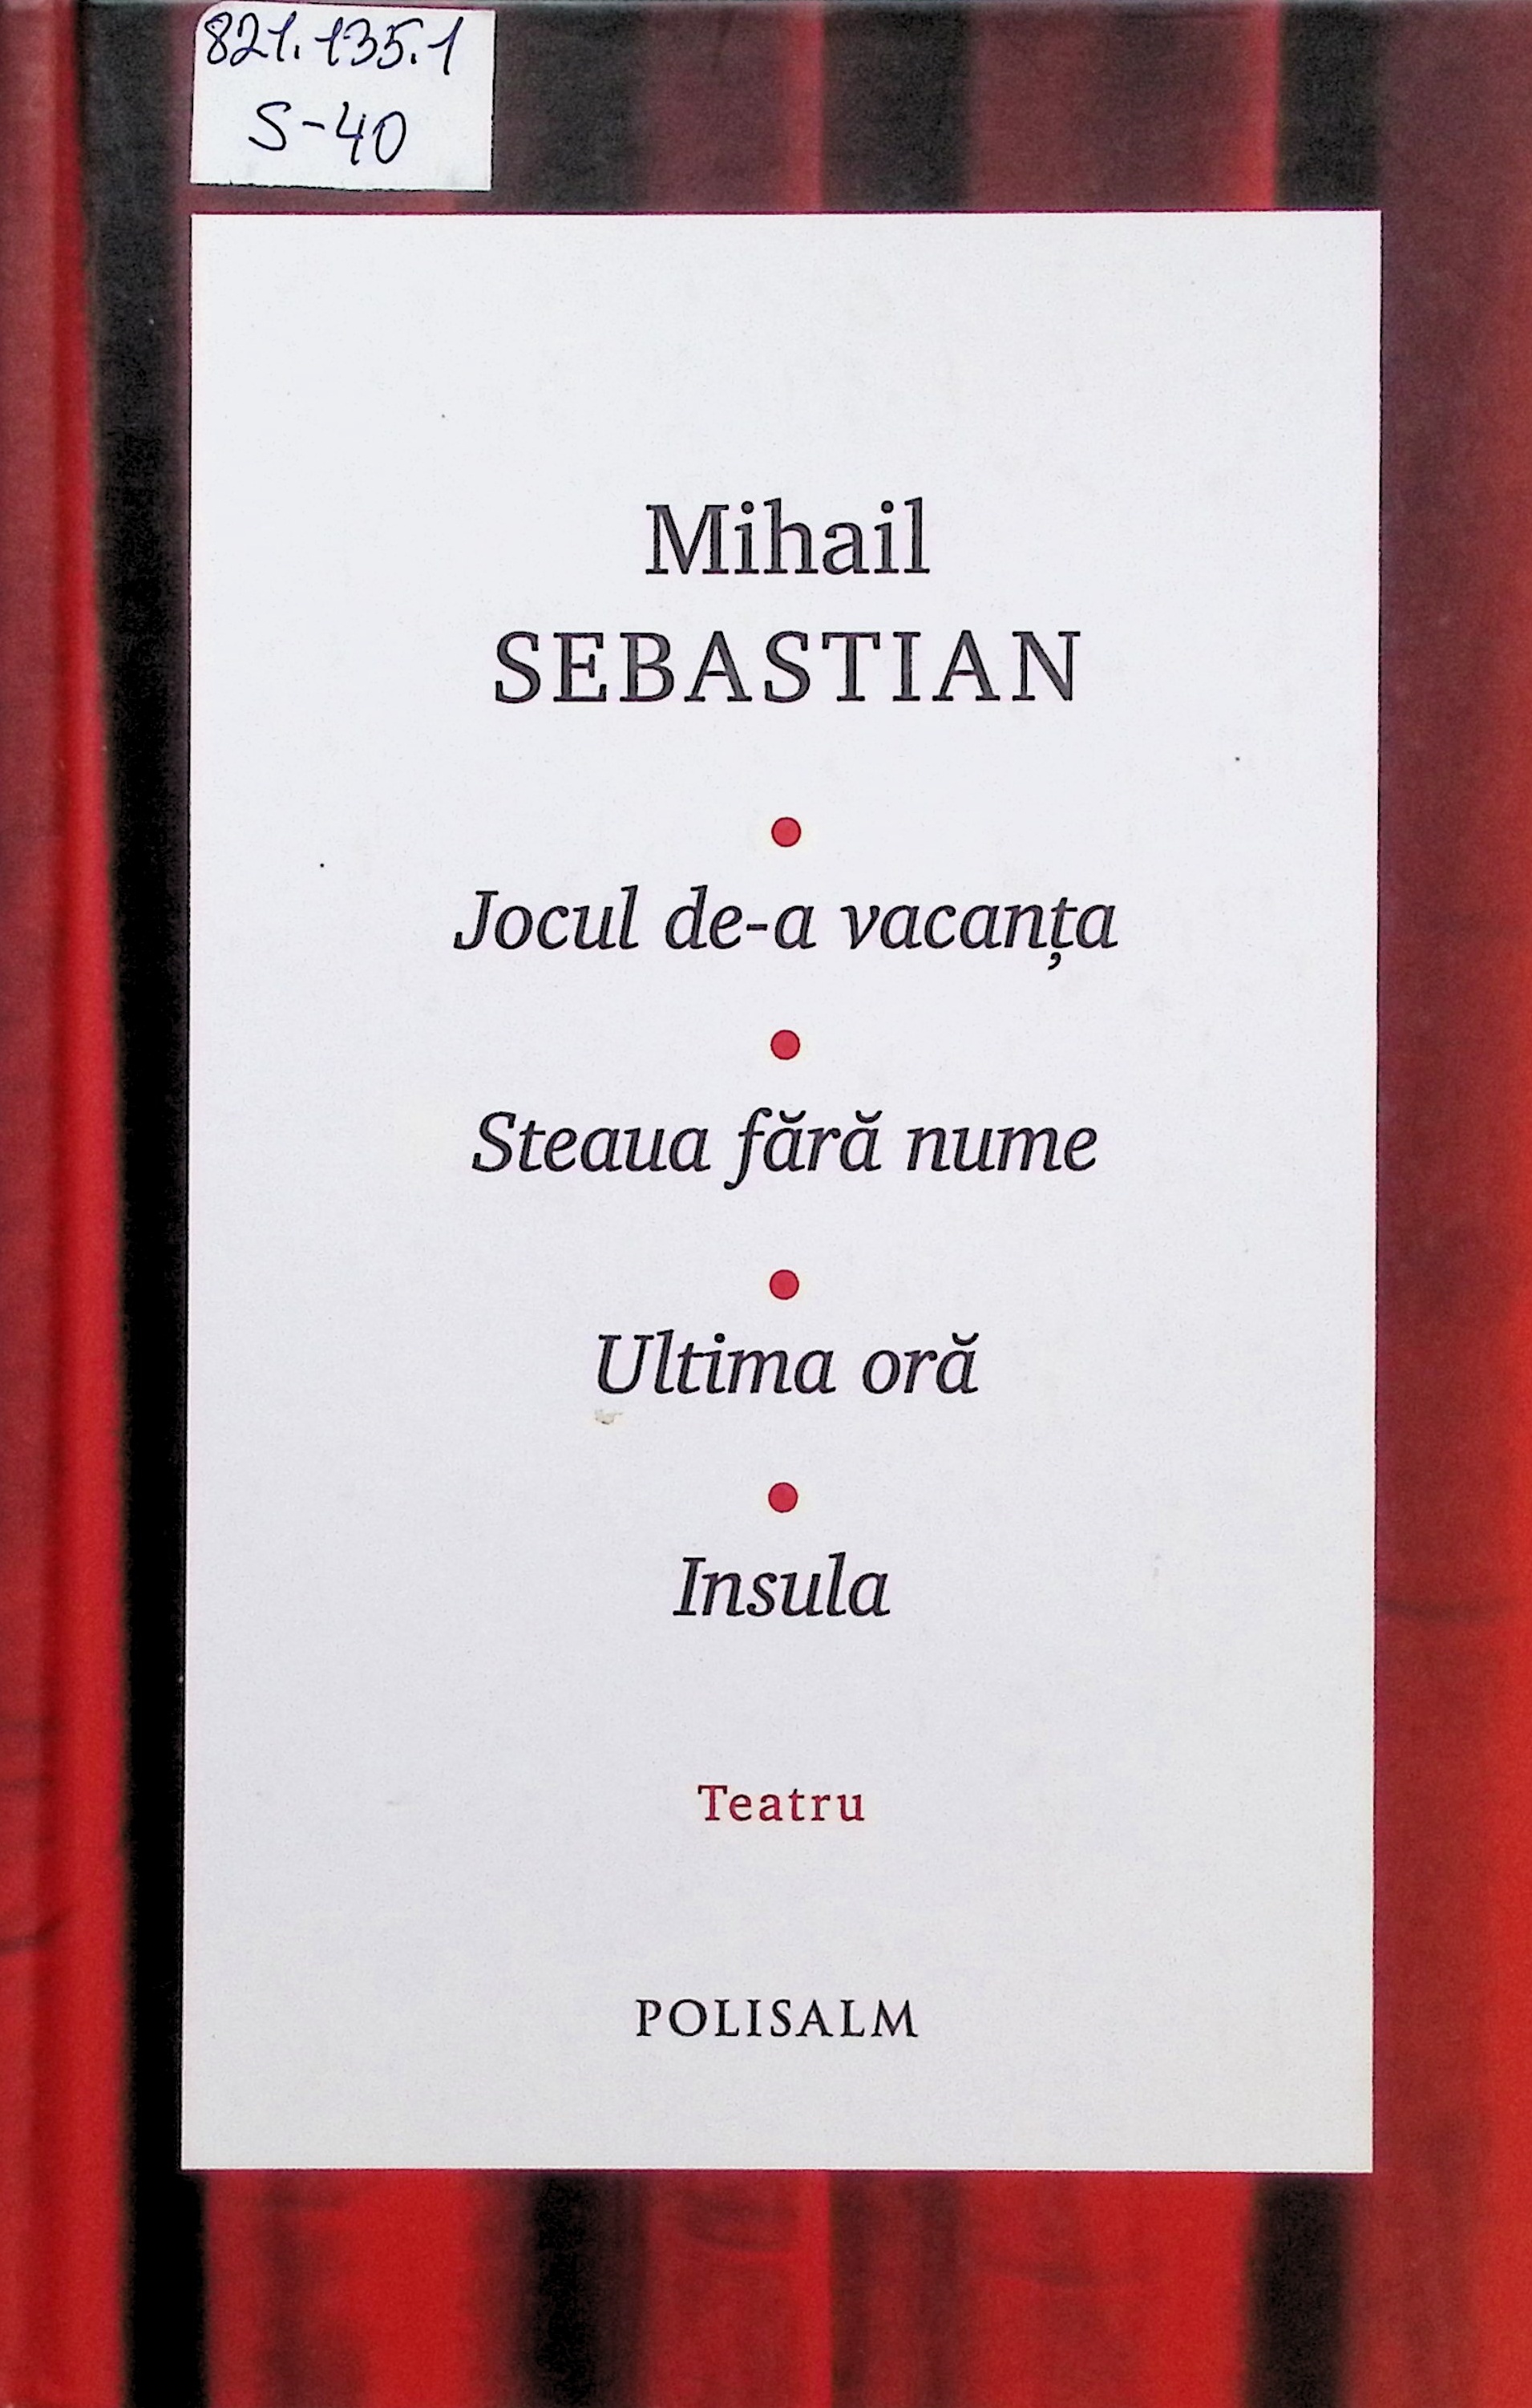 821.135.1
S-40
Mihail
SEBASTIAN
•
Jocul de-a vacanța
•
Steaua fără nume
•
Ultima oră
•
Insula
Teatru
POLISALM